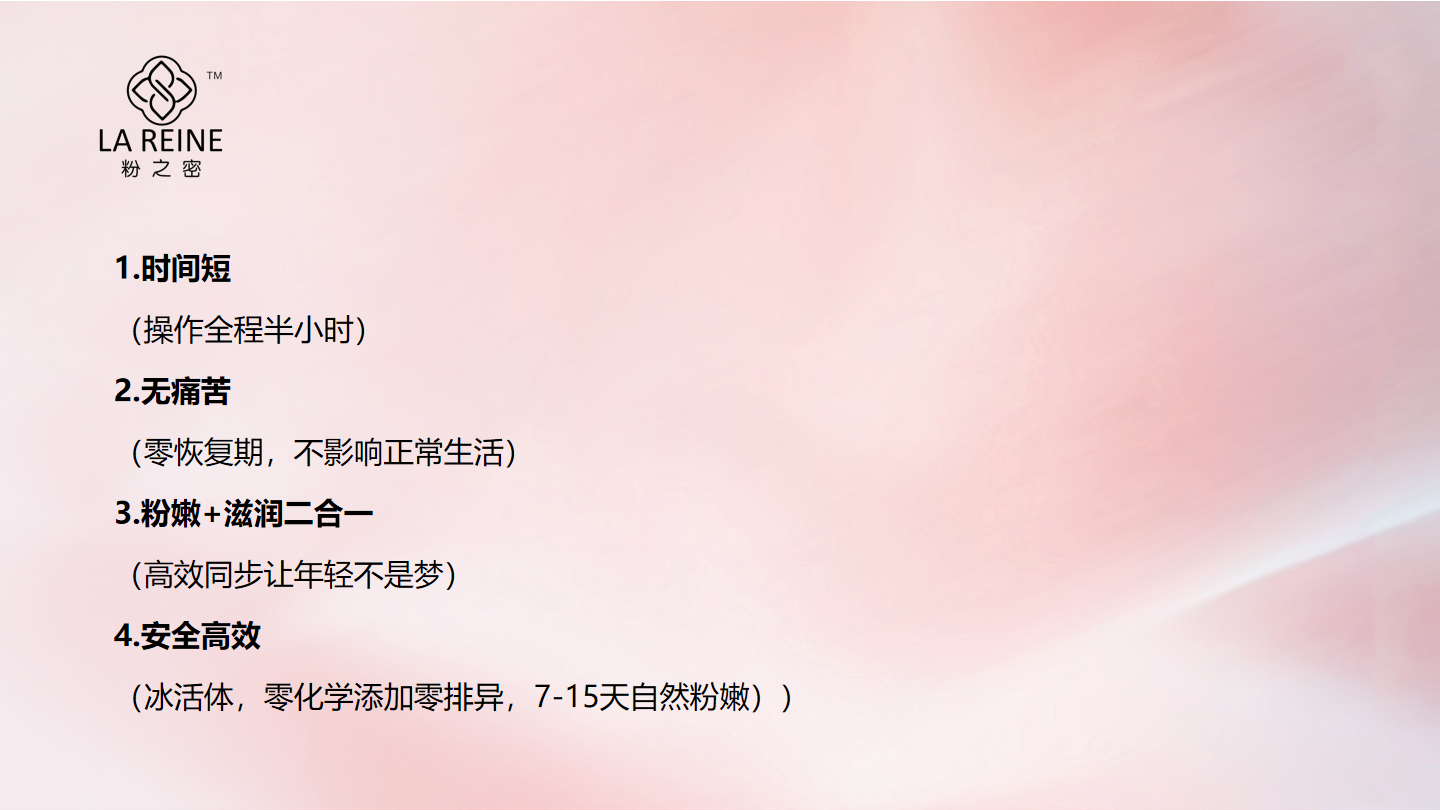 TM
LA REINE
粉之密
1.时间短
（操作全程半小时）
2.无痛苦
（零恢复期，不影响正常生活）
3.粉嫩+滋润二合一
（高效同步让年轻不是梦）
4.安全高效
（冰活体，零化学添加零排异，7-15天自然粉嫩））